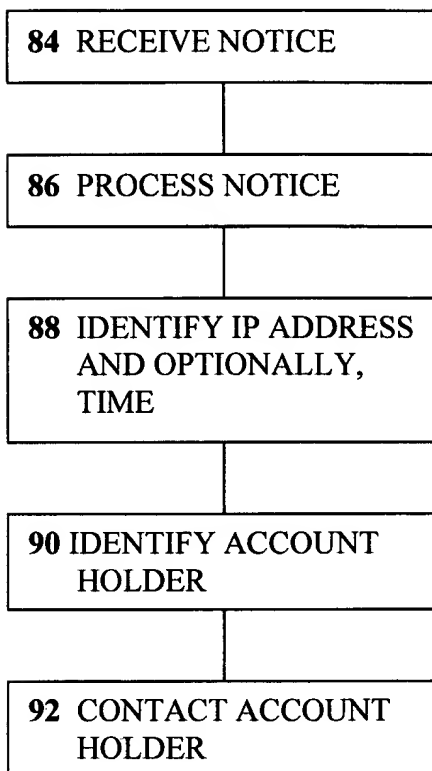 84 RECEIVE NOTICE
86 PROCESS NOTICE
88 IDENTIFY IP ADDRESS
AND OPTIONALLY,
TIME
90 IDENTIFY ACCOUNT
HOLDER
92 CONTACT ACCOUNT
HOLDER